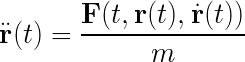 r̈(t) = F(t, r(t), ṙ(t)) / m